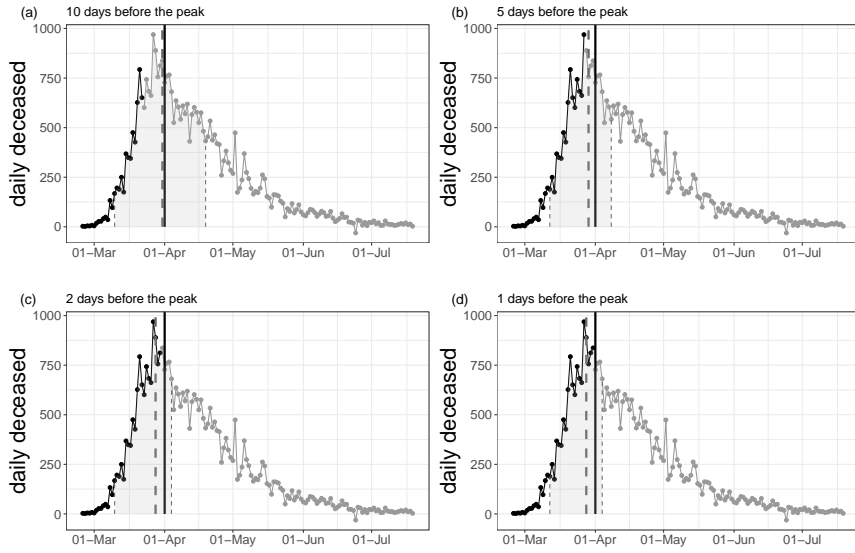 (a) 10 days before the peak
1000
750
500
250
0
daily deceased
01−Mar 01−Apr 01−May 01−Jun 01−Jul
(b) 5 days before the peak
1000
750
500
250
0
daily deceased
01−Mar 01−Apr 01−May 01−Jun 01−Jul
(c) 2 days before the peak
1000
750
500
250
0
daily deceased
01−Mar 01−Apr 01−May 01−Jun 01−Jul
(d) 1 days before the peak
1000
750
500
250
0
daily deceased
01−Mar 01−Apr 01−May 01−Jun 01−Jul